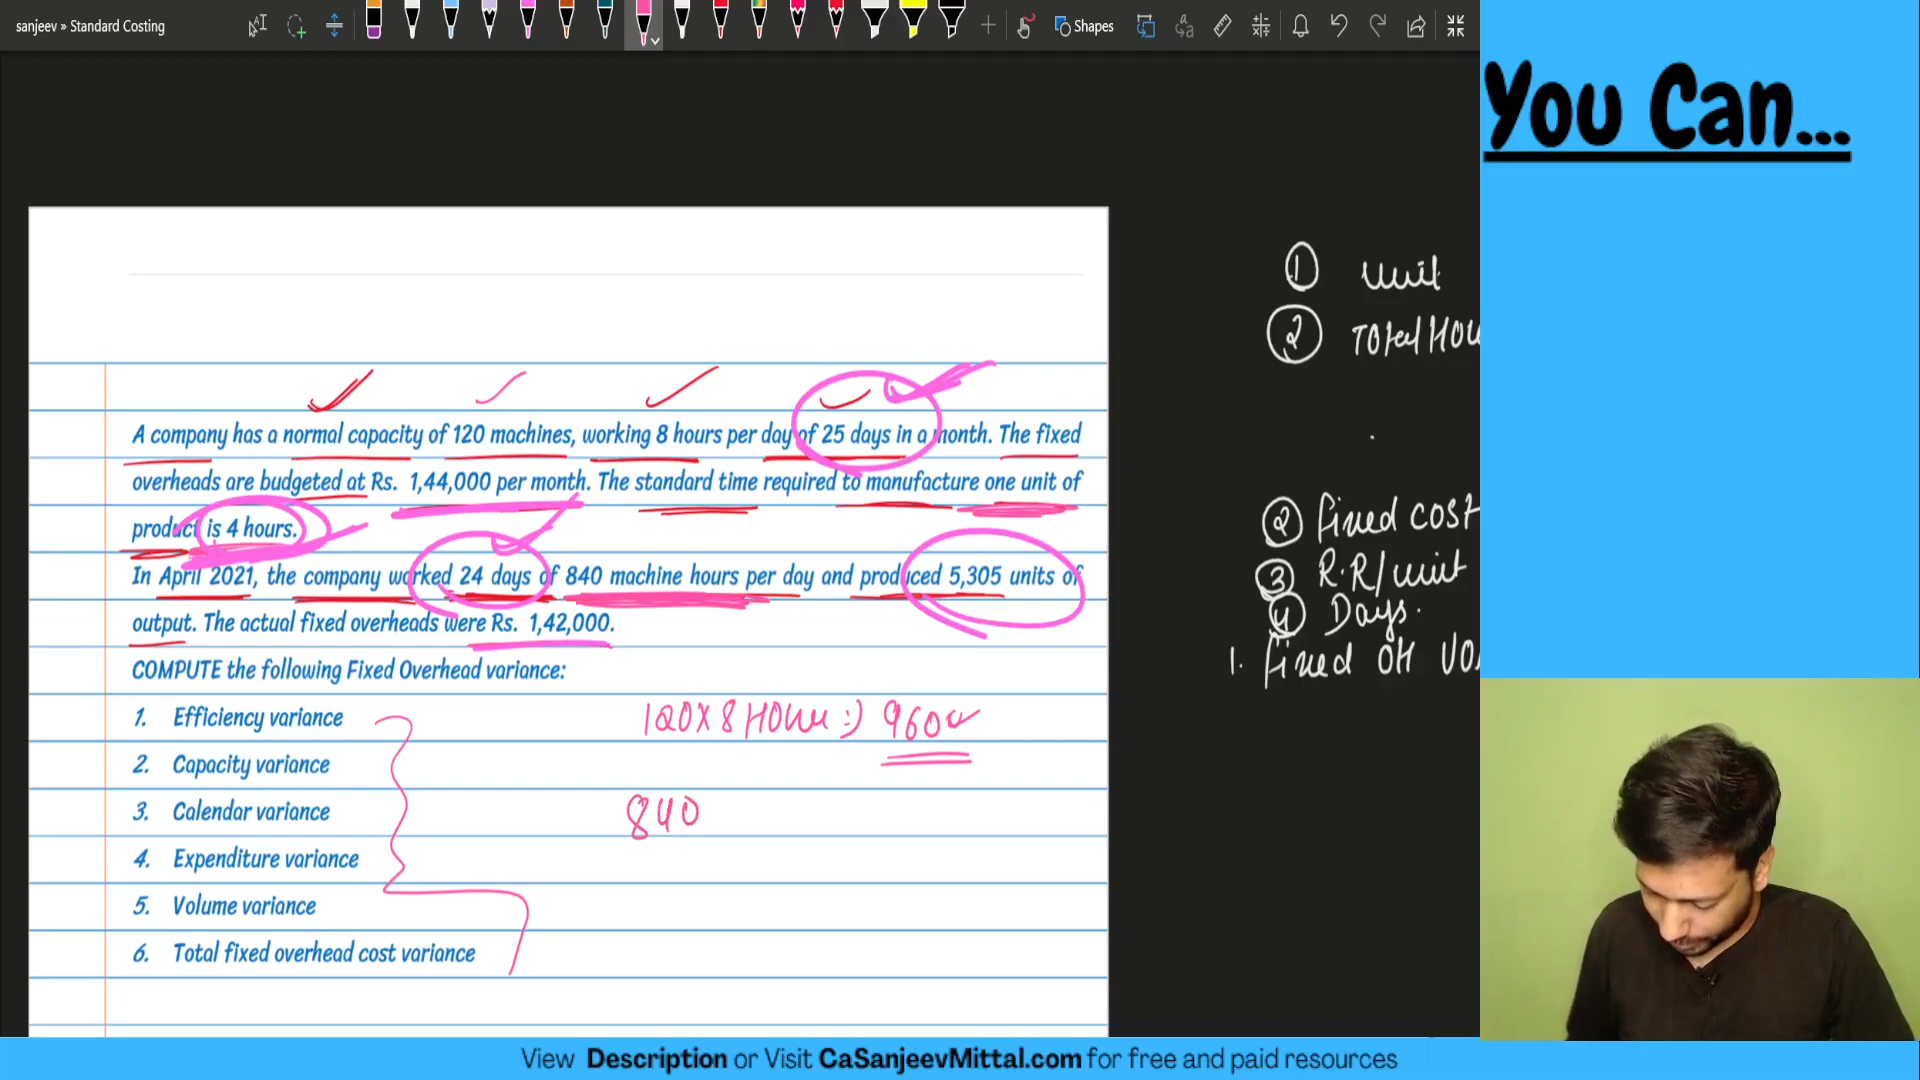 sanjeev » Standard Costing
Shapes
You Can...
① Unit
② Total Hou
A company has a normal capacity of 120 machines, working 8 hours per day of 25 days in a month. The fixed
overheads are budgeted at Rs. 1,44,000 per month. The standard time required to manufacture one unit of
product is 4 hours.
In April 2021, the company worked 24 days of 840 machine hours per day and produced 5,305 units of
output. The actual fixed overheads were Rs. 1,42,000.
COMPUTE the following Fixed Overhead variance:
1. Efficiency variance
2. Capacity variance
3. Calendar variance
4. Expenditure variance
5. Volume variance
6. Total fixed overhead cost variance
120 X 8 Hour :) 960
840
② Fixed COST
③ R.R/unit
④ Days.
1. Fixed OH VO
View Description or Visit CaSanjeevMittal.com for free and paid resources